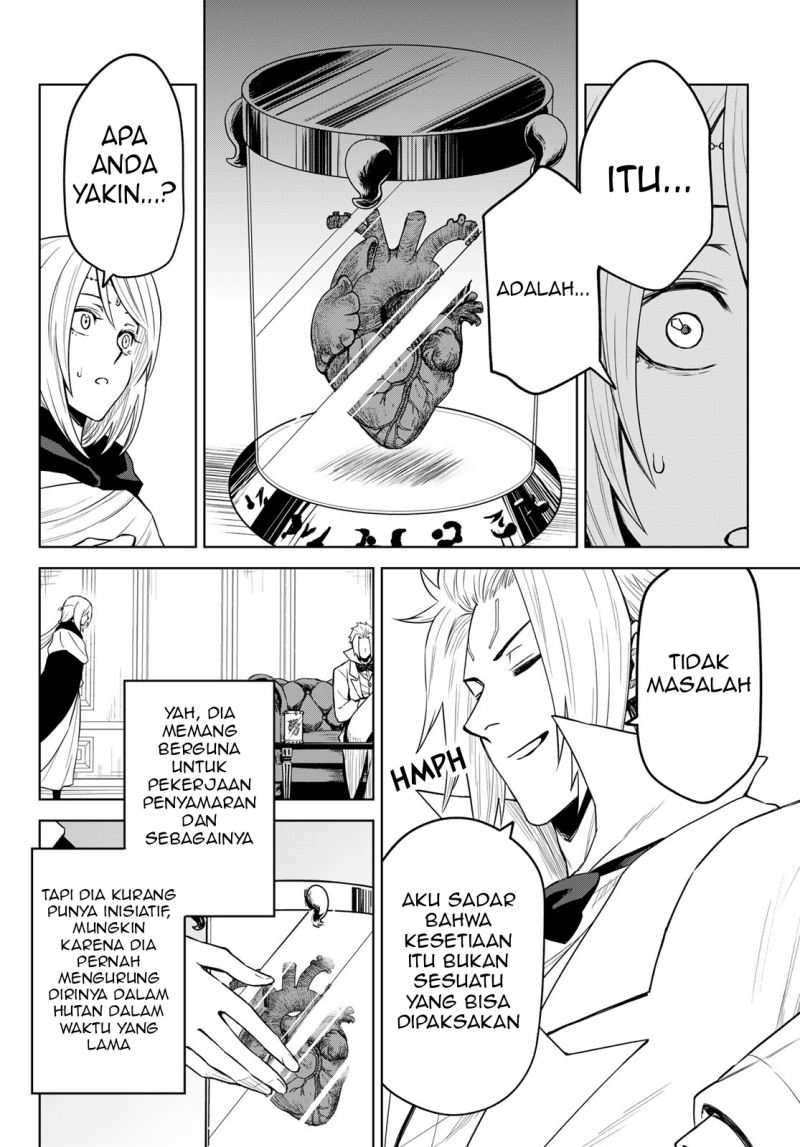 ITU...
ADALAH...
APA
ANDA
YAKIN...?
TIDAK
MASALAH
HMPH
AKU SADAR
BAHWA
KESETIAAN
ITU BUKAN
SESUATU
YANG BISA
DIPAKSAKAN
YAH, DIA
MEMANG
BERGUNA
UNTUK
PEKERJAAN
PENYAMARAN
DAN
SEBAGAINYA
TAPI DIA KURANG
PUNYA INISIATIF,
MUNGKIN
KARENA DIA
PERNAH
MENGURUNG
DIRINYA DALAM
HUTAN DALAM
WAKTU YANG
LAMA